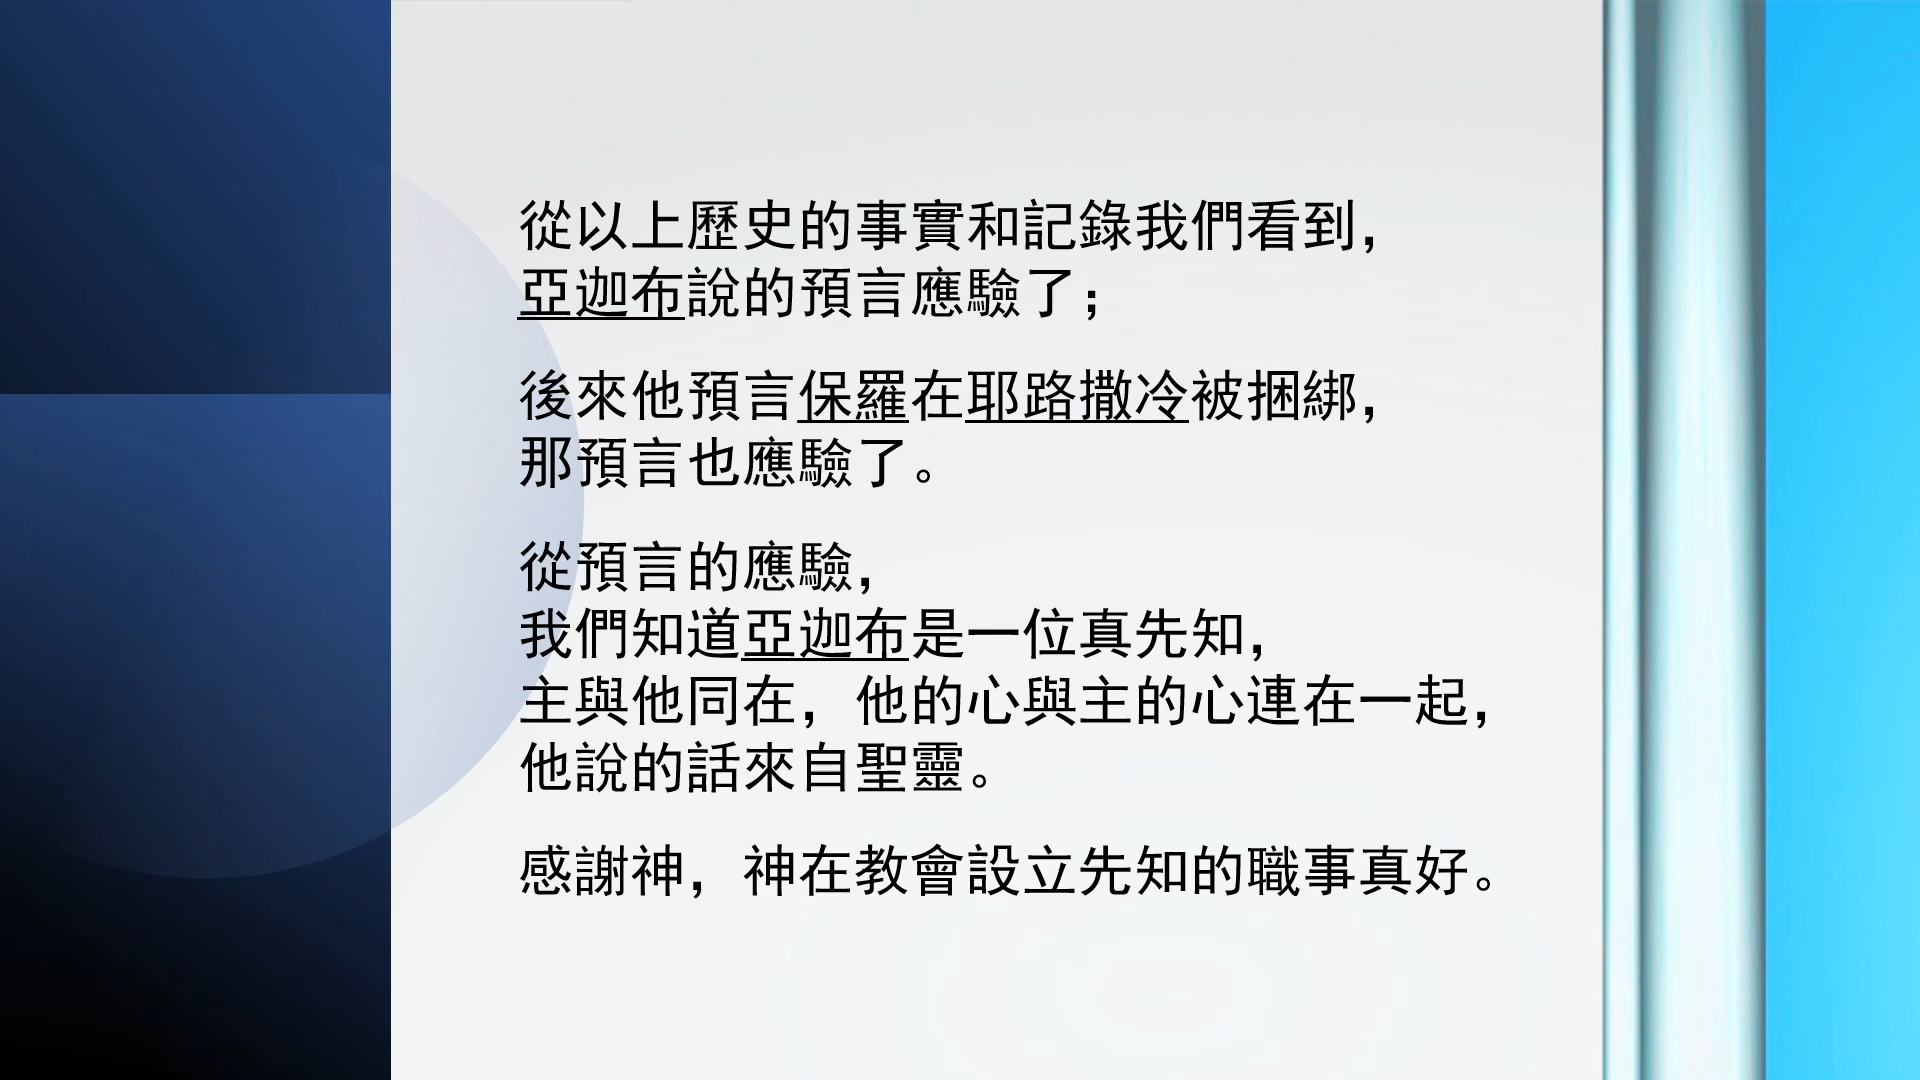 從以上歷史的事實和記錄我們看到，
亞迦布說的預言應驗了；
後來他預言保羅在耶路撒冷被捆綁，
那預言也應驗了。
從預言的應驗，
我們知道亞迦布是一位真先知，
主與他同在，他的心與主的心連在一起，
他說的話來自聖靈。
感謝神，神在教會設立先知的職事真好。